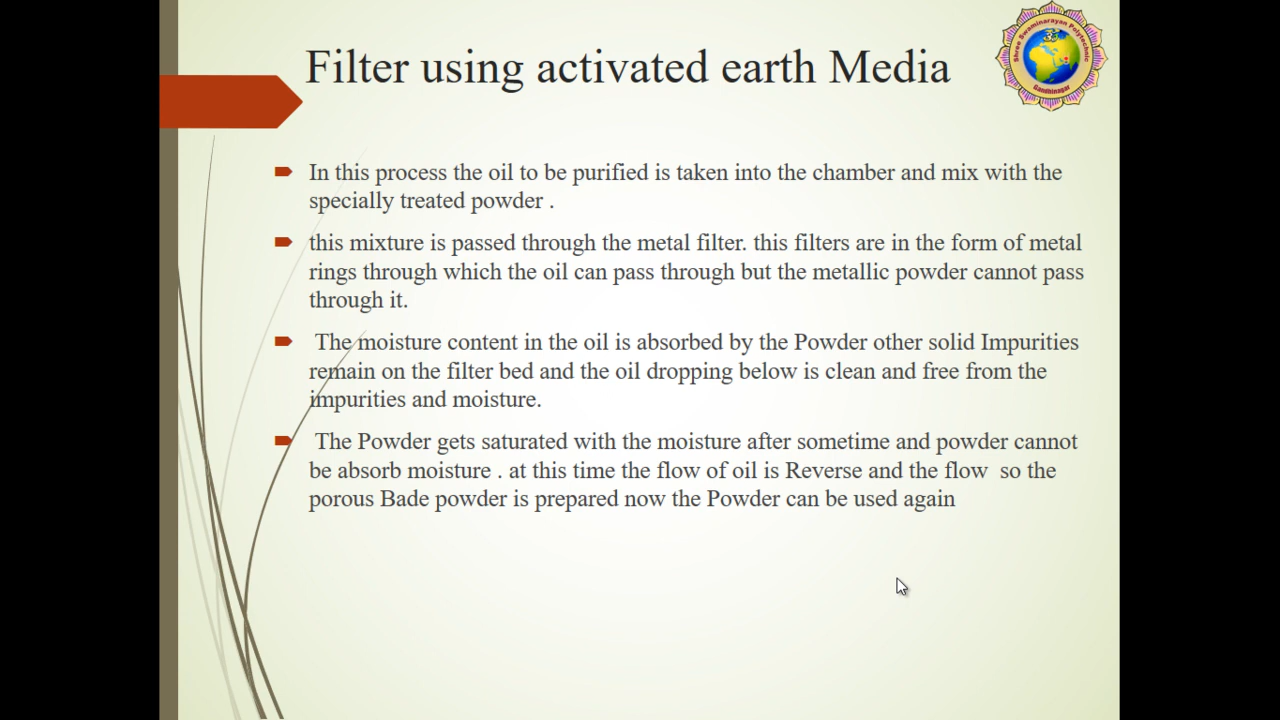 Filter using activated earth Media
Shree Swaminarayan Polytechnic
Gandhinagar
In this process the oil to be purified is taken into the chamber and mix with the
specially treated powder .
this mixture is passed through the metal filter. this filters are in the form of metal
rings through which the oil can pass through but the metallic powder cannot pass
through it.
The moisture content in the oil is absorbed by the Powder other solid Impurities
remain on the filter bed and the oil dropping below is clean and free from the
impurities and moisture.
The Powder gets saturated with the moisture after sometime and powder cannot
be absorb moisture . at this time the flow of oil is Reverse and the flow  so the
porous Bade powder is prepared now the Powder can be used again